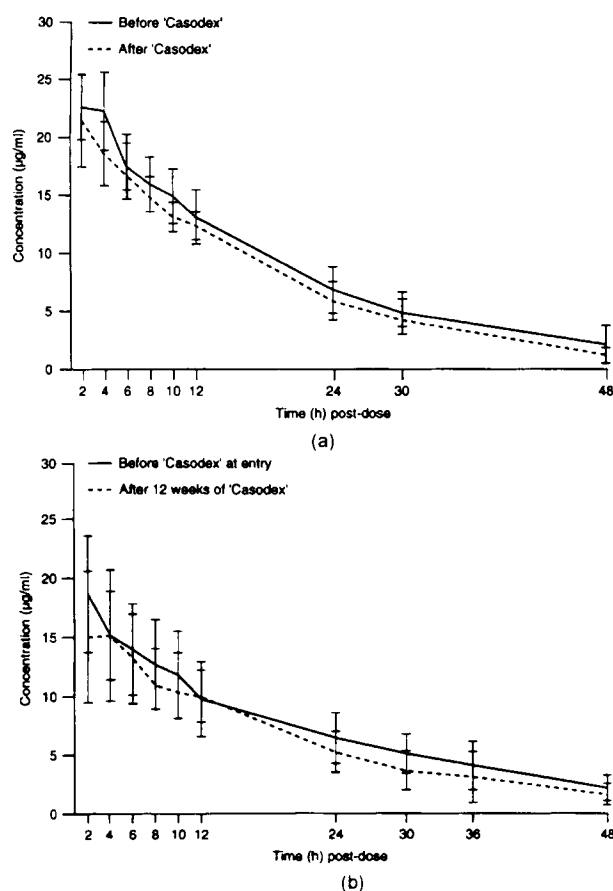 30
Before 'Casodex'
After 'Casodex'
25
20
15
10
5
0
Concentration (µg/ml)
2 4 6 8 10 12 24 30 48
Time (h) post-dose
(a)
30
Before 'Casodex' at entry
After 12 weeks of 'Casodex'
25
20
15
10
5
0
Concentration (µg/ml)
2 4 6 8 10 12 24 30 36 48
Time (h) post-dose
(b)